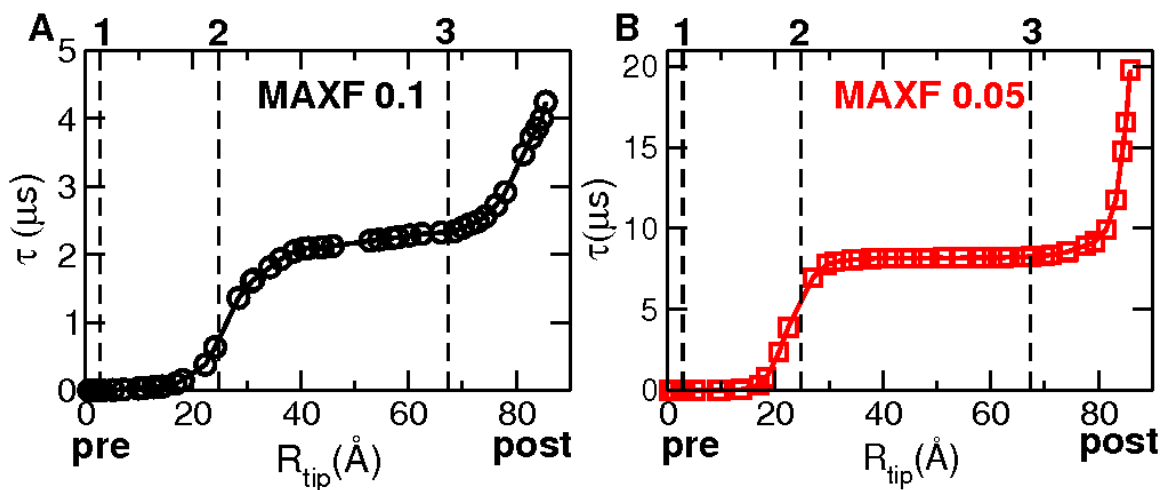 A 1 2 3
MAXF 0.1
5
4
3
2
1
0
τ (μs)
0 20 40 60 80
pre post
R_tip(Å)
B 1 2 3
MAXF 0.05
20
15
10
5
0
τ(μs)
0 20 40 60 80
pre post
R_tip(Å)